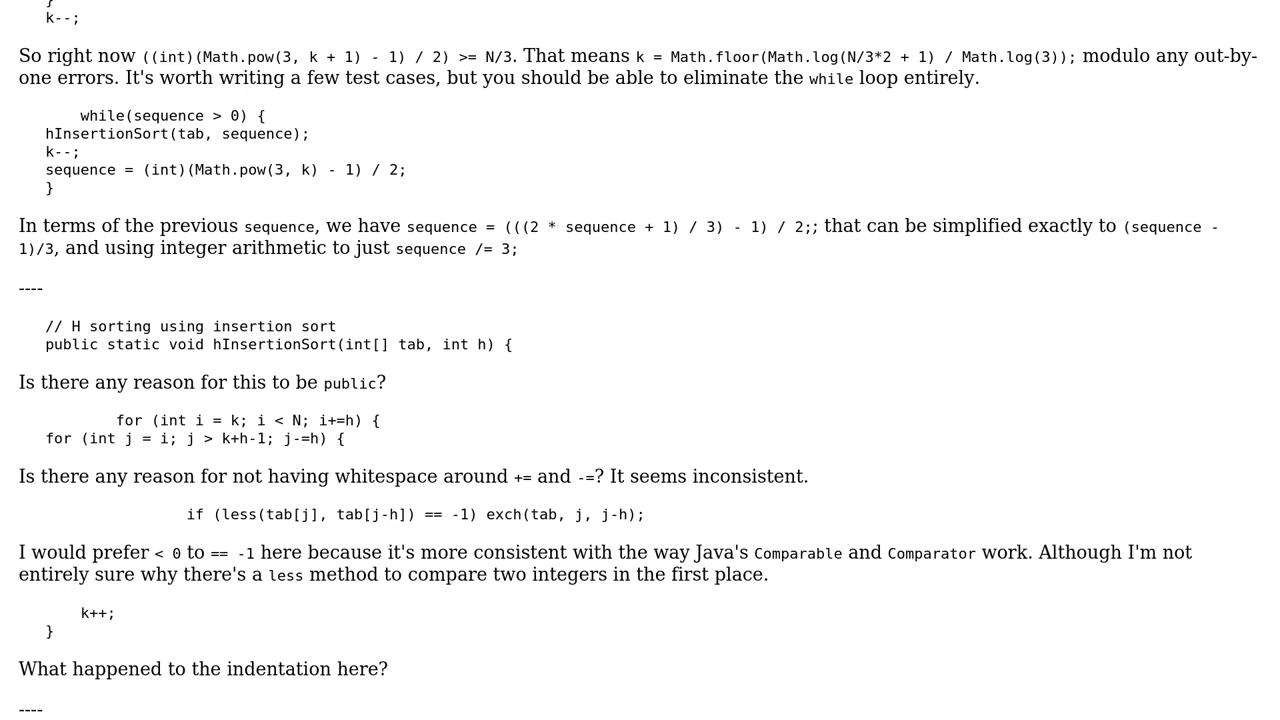 }
k--;
So right now ((int)(Math.pow(3, k + 1) - 1) / 2) >= N/3. That means k = Math.floor(Math.log(N/3*2 + 1) / Math.log(3)); modulo any out-by-
one errors. It's worth writing a few test cases, but you should be able to eliminate the while loop entirely.
while(sequence > 0) {
hInsertionSort(tab, sequence);
k--;
sequence = (int)(Math.pow(3, k) - 1) / 2;
}
In terms of the previous sequence, we have sequence = (((2 * sequence + 1) / 3) - 1) / 2;; that can be simplified exactly to (sequence -
1)/3, and using integer arithmetic to just sequence /= 3;
----
// H sorting using insertion sort
public static void hInsertionSort(int[] tab, int h) {
Is there any reason for this to be public?
for (int i = k; i < N; i+=h) {
for (int j = i; j > k+h-1; j-=h) {
Is there any reason for not having whitespace around += and -=? It seems inconsistent.
if (less(tab[j], tab[j-h]) == -1) exch(tab, j, j-h);
I would prefer < 0 to == -1 here because it's more consistent with the way Java's Comparable and Comparator work. Although I'm not
entirely sure why there's a less method to compare two integers in the first place.
k++;
}
What happened to the indentation here?
----